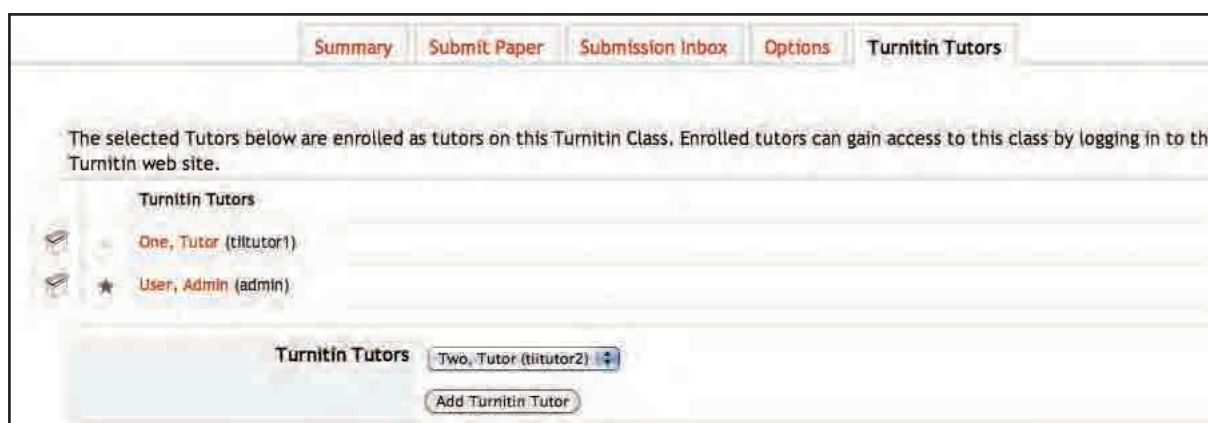 Summary Submit Paper Submission Inbox Options Turnitin Tutors
The selected Tutors below are enrolled as tutors on this Turnitin Class. Enrolled tutors can gain access to this class by logging in to th
Turnitin web site.
Turnitin Tutors
One, Tutor (tiitutor1)
User, Admin (admin)
Turnitin Tutors Two, Tutor (tiitutor2)
Add Turnitin Tutor